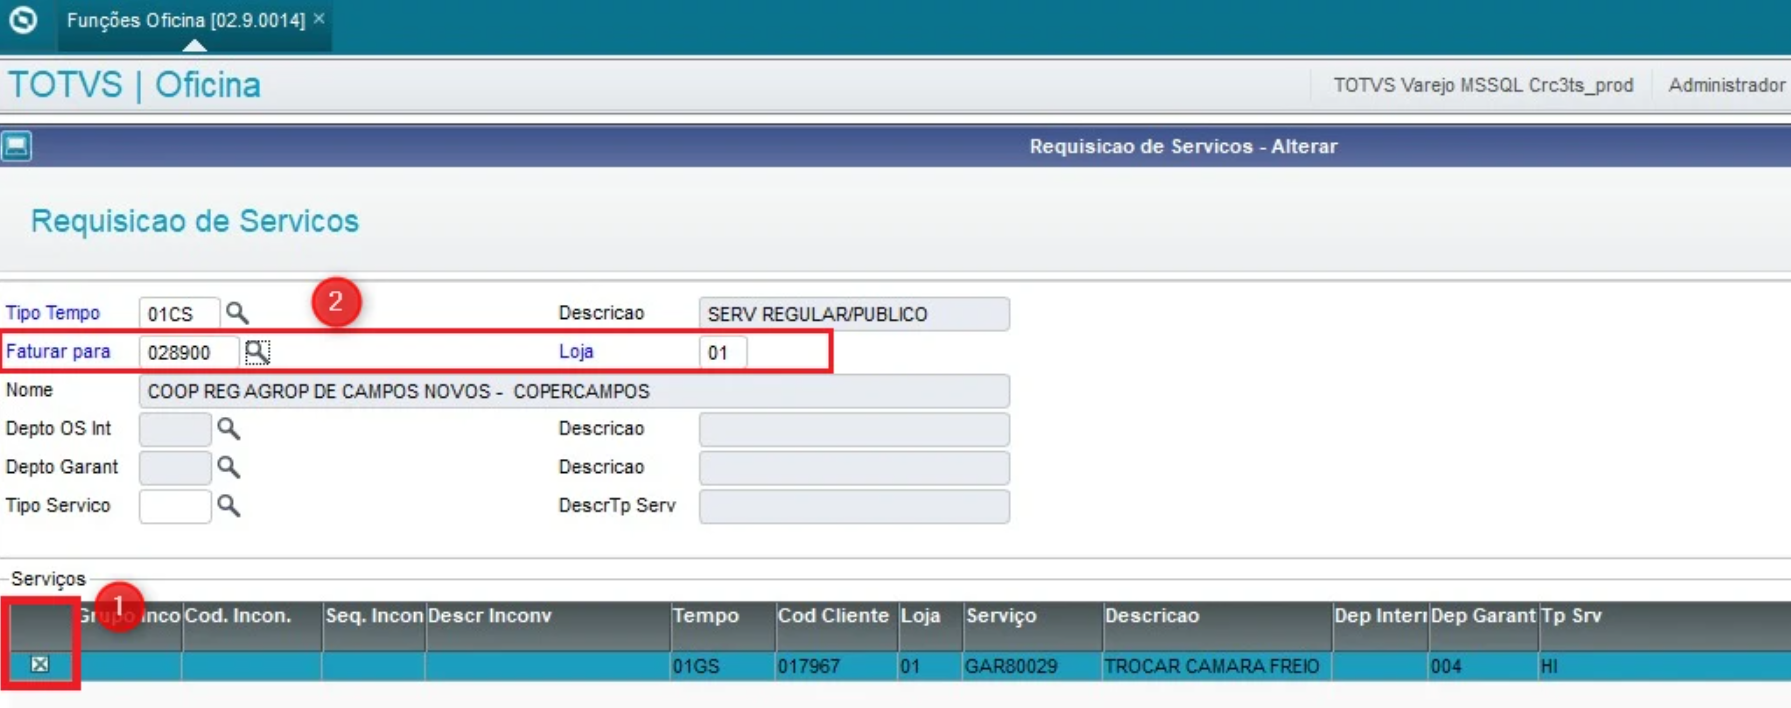 Funções Oficina [02.9.0014] ×
TOTVS | Oficina
TOTVS Varejo MSSQL Crc3ts_prod Administrador
Requisicao de Servicos - Alterar
Requisicao de Servicos
2
Tipo Tempo 01CS Descricao SERV REGULAR/PUBLICO
Faturar para 028900 Loja 01
Nome COOP REG AGROP DE CAMPOS NOVOS - COPERCAMPOS
Depto OS Int Descricao
Depto Garant Descricao
Tipo Servico DescrTp Serv
Serviços
1
Grupo Inco Cod. Incon. Seq. Incon Descr Inconv Tempo Cod Cliente Loja Serviço Descricao Dep Interr Dep Garant Tp Srv
01GS 017967 01 GAR80029 TROCAR CAMARA FREIO 004 HI